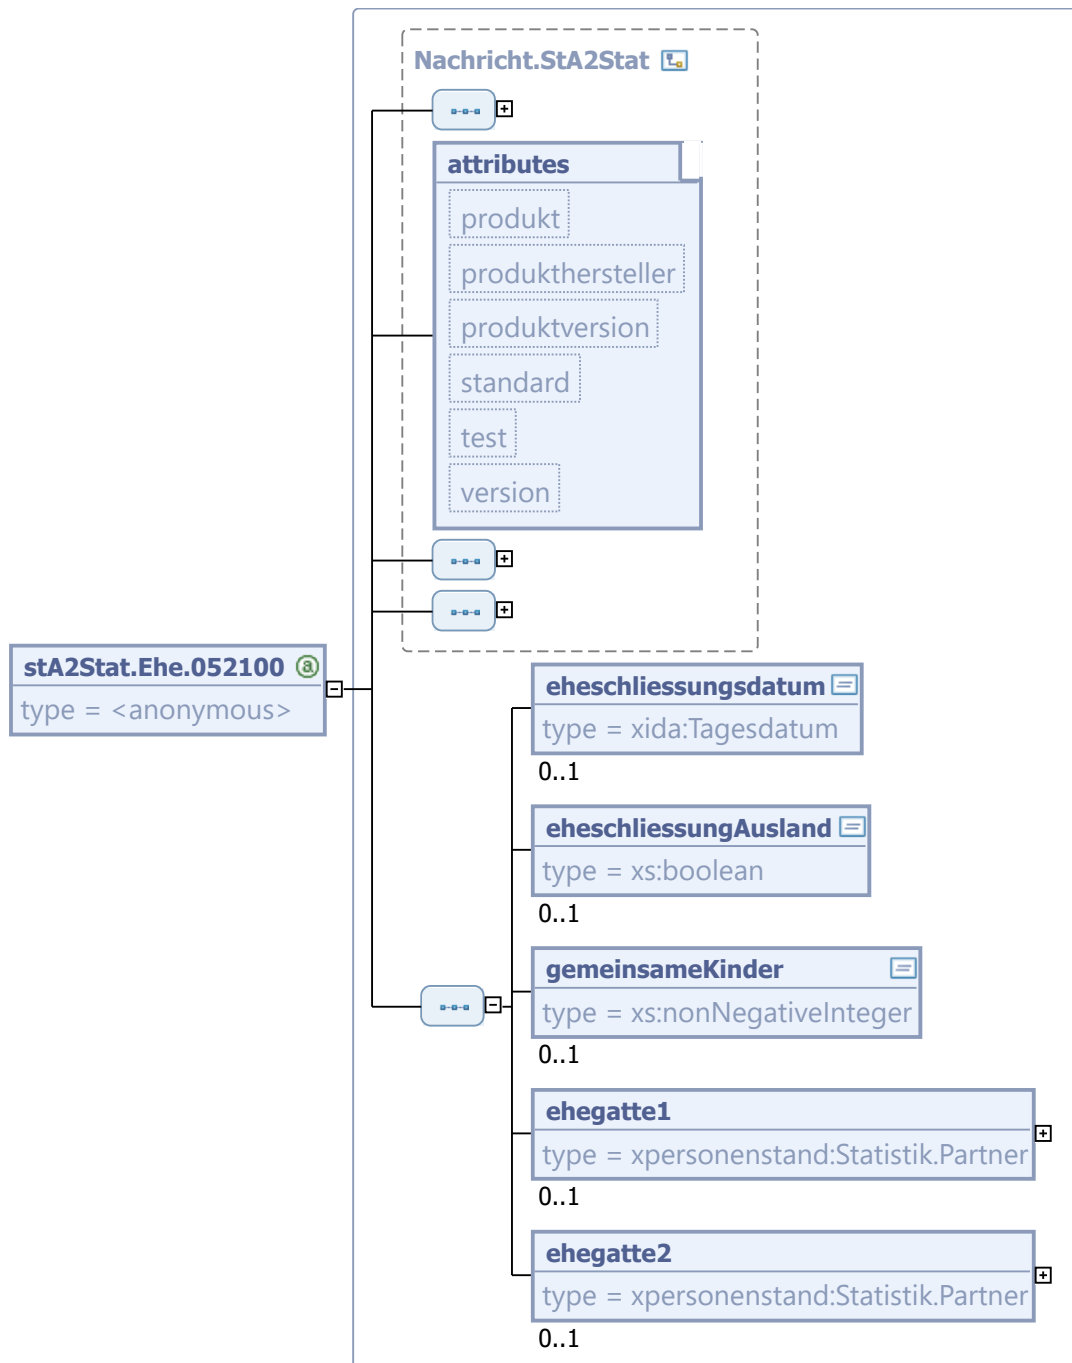 Nachricht.StA2Stat
attributes
produkt
produkthersteller
produktversion
standard
test
version
stA2Stat.Ehe.052100
type = <anonymous>
eheschliessungsdatum
type = xida:Tagesdatum
0..1
eheschliessungAusland
type = xs:boolean
0..1
gemeinsameKinder
type = xs:nonNegativeInteger
0..1
ehegatte1
type = xpersonenstand:Statistik.Partner
0..1
ehegatte2
type = xpersonenstand:Statistik.Partner
0..1